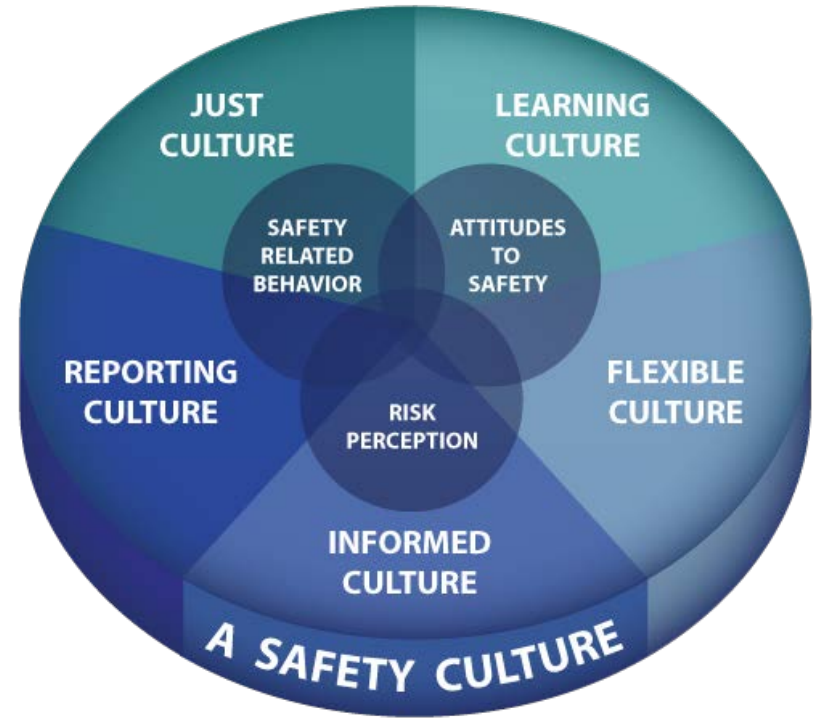 JUST
CULTURE
LEARNING
CULTURE
SAFETY
RELATED
BEHAVIOR
ATTITUDES
TO
SAFETY
REPORTING
CULTURE
FLEXIBLE
CULTURE
RISK
PERCEPTION
INFORMED
CULTURE
A SAFETY CULTURE